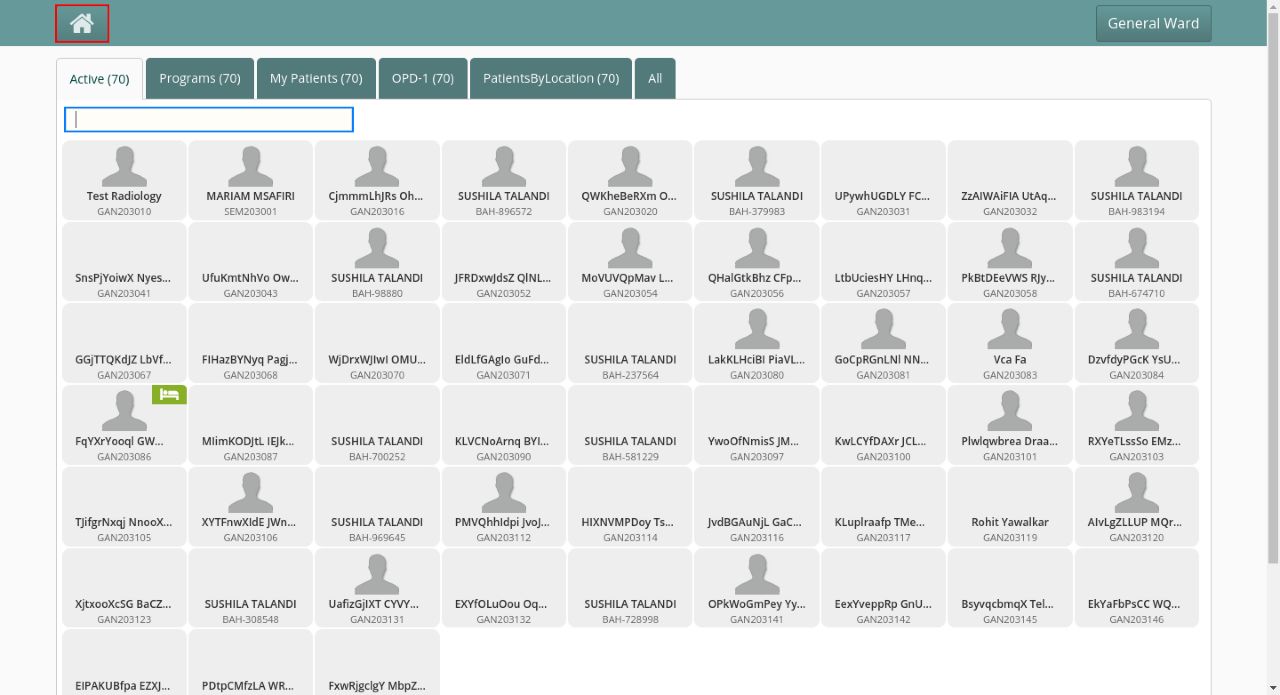 General Ward
Active (70)
Programs (70)
My Patients (70)
OPD-1 (70)
PatientsByLocation (70)
All
Test Radiology
GAN203010
MARIAM MSAFIRI
SEM203001
CjmmmLhJRs Oh...
GAN203016
SUSHILA TALANDI
BAH-896572
QWKheBeRXm O...
GAN203020
SUSHILA TALANDI
BAH-379983
UPywhUGDLY FC...
GAN203031
ZzAIWAiFIA UtAq...
GAN203032
SUSHILA TALANDI
BAH-983194
SnsPjYoiwX Nyes...
GAN203041
UfuKmtNhVo Ow...
GAN203043
SUSHILA TALANDI
BAH-98880
JFRDxwJdsZ QlNL...
GAN203052
MoVUVQpMav L...
GAN203054
QHalGtkBhz CFp...
GAN203056
LtbUciesHY LHnq...
GAN203057
PkBtDEeVWS RJy...
GAN203058
SUSHILA TALANDI
BAH-674710
GGjTTQKdJZ LbVf...
GAN203067
FIHazBYNyq Pagj...
GAN203068
WjDrxWJIwI OMU...
GAN203070
EldLfGAgIo GuFd...
GAN203071
SUSHILA TALANDI
BAH-237564
LakKLHciBI PiaVL...
GAN203080
GoCpRGnLNl NN...
GAN203081
Vca Fa
GAN203083
DzvfdyPGcK YsU...
GAN203084
FqYXrYooql GW...
GAN203086
MIimKODJtL IEJk...
GAN203087
SUSHILA TALANDI
BAH-700252
KLVCNoArnq BYI...
GAN203090
SUSHILA TALANDI
BAH-581229
YwoOfNmisS JM...
GAN203097
KwLCYfDAXr JCL...
GAN203100
Plwlqwbrea Draa...
GAN203101
RXYeTLssSo EMz...
GAN203103
TJifgrNxqj NnooX...
GAN203105
XYTFnwXIdE JWn...
GAN203106
SUSHILA TALANDI
BAH-969645
PMVQhhIdpi JvoJ...
GAN203112
HIXNVMPDoy Ts...
GAN203114
JvdBGAuNjL GaC...
GAN203116
KLuplraafp TMe...
GAN203117
Rohit Yawalkar
GAN203119
AIvLgZLLUP MQr...
GAN203120
XjtxooXcSG BaCZ...
GAN203123
SUSHILA TALANDI
BAH-308548
UafizGjIXT CYVY...
GAN203131
EXYfOLuOou Oq...
GAN203132
SUSHILA TALANDI
BAH-728998
OPkWoGmPey Yy...
GAN203141
EexYveppRp GnU...
GAN203142
BsyvqcbmqX Tel...
GAN203145
EkYaFbPsCC WQ...
GAN203146
EIPAKUBfpa EZXJ...
PDtpCMfzLA WR...
FxwRjgclgY MbpZ...